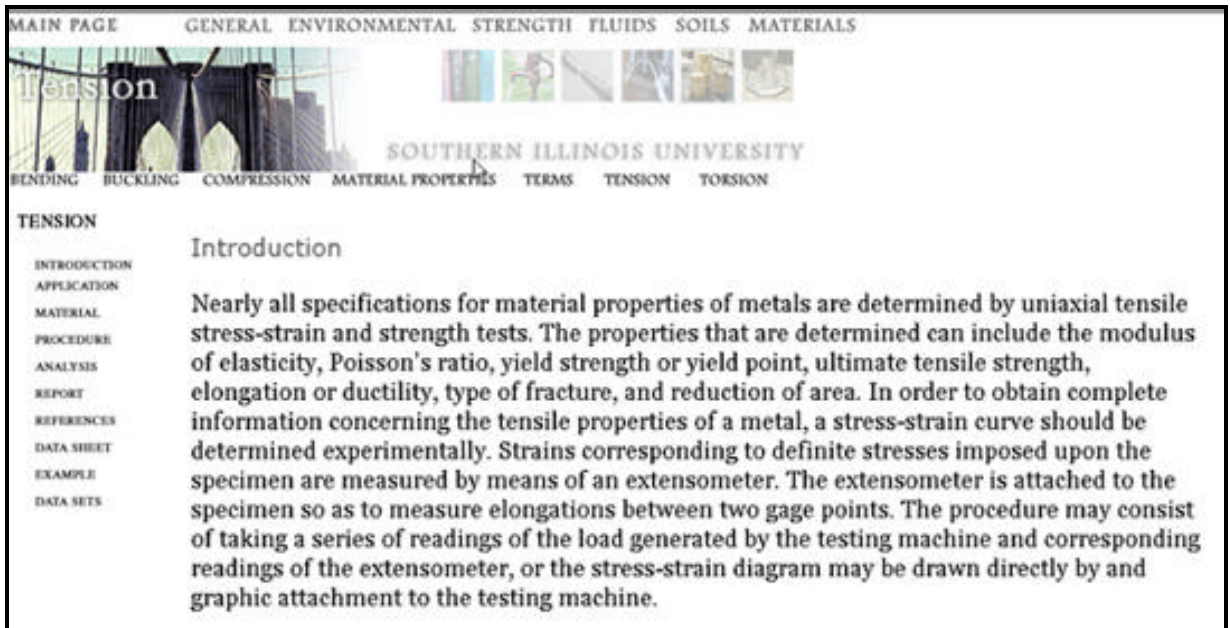 MAIN PAGE GENERAL ENVIRONMENTAL STRENGTH FLUIDS SOILS MATERIALS
Tension
SOUTHERN ILLINOIS UNIVERSITY
BENDING BUCKLING COMPRESSION MATERIAL PROPERTIES TERMS TENSION TORSION
TENSION
INTRODUCTION
APPLICATION
MATERIAL
PROCEDURE
ANALYSIS
REPORT
REFERENCES
DATA SHEET
EXAMPLE
DATA SETS
Introduction
Nearly all specifications for material properties of metals are determined by uniaxial tensile
stress-strain and strength tests. The properties that are determined can include the modulus
of elasticity, Poisson's ratio, yield strength or yield point, ultimate tensile strength,
elongation or ductility, type of fracture, and reduction of area. In order to obtain complete
information concerning the tensile properties of a metal, a stress-strain curve should be
determined experimentally. Strains corresponding to definite stresses imposed upon the
specimen are measured by means of an extensometer. The extensometer is attached to the
specimen so as to measure elongations between two gage points. The procedure may consist
of taking a series of readings of the load generated by the testing machine and corresponding
readings of the extensometer, or the stress-strain diagram may be drawn directly by and
graphic attachment to the testing machine.